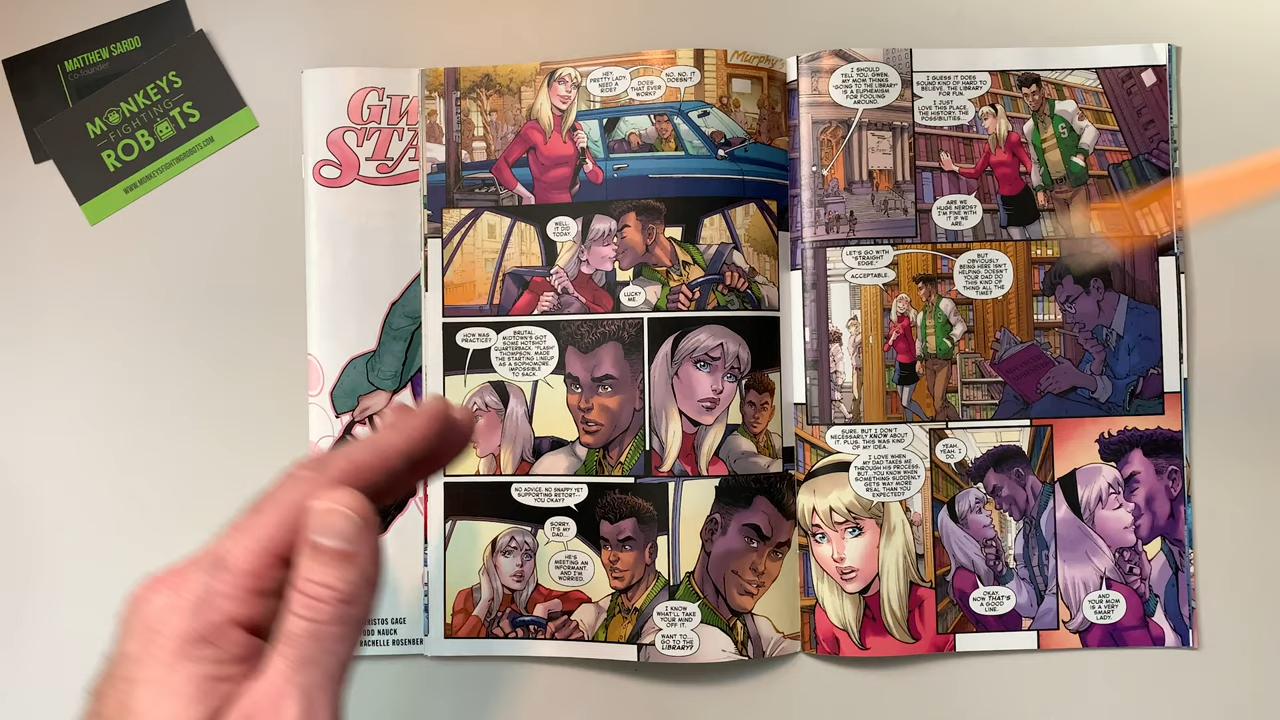 MATTHEW SARDO
Co-founder
MONKEYS
FIGHTING
ROBOTS
WWW.MONKEYSFIGHTINGROBOTS.COM
GW
STA
RISTOS GAGE
ODD NAUCK
RACHELLE ROSENBER
Murphy's
HEY,
PRETTY LADY.
NEED A
RIDE?
DOES
THAT EVER
WORK?
NO. NO, IT
DOESN'T.
WELL,
IT DID
TODAY.
LUCKY
ME.
HOW WAS
PRACTICE?
BRUTAL.
MIDTOWN'S GOT
SOME HOTSHOT
QUARTERBACK, "FLASH"
THOMPSON. MADE
THE STARTING LINEUP
AS A SOPHOMORE.
IMPOSSIBLE
TO SACK.
NO ADVICE. NO SNAPPY YET
SUPPORTING RETORT--
YOU OKAY?
SORRY.
IT'S MY
DAD...
HE'S
MEETING AN
INFORMANT.
AND I'M
WORRIED.
I KNOW
WHAT'LL TAKE
YOUR MIND
OFF IT.
WANT TO...
GO TO THE
LIBRARY?
I SHOULD
TELL YOU, GWEN,
MY MOM THINKS
"GOING TO THE LIBRARY"
IS A EUPHEMISM
FOR FOOLING
AROUND.
I GUESS IT DOES
SOUND KIND OF HARD TO
BELIEVE. THE LIBRARY
FOR FUN.
I JUST
LOVE THIS PLACE.
THE HISTORY. THE
POSSIBILITIES...
S
ARE WE
HUGE NERDS?
I'M FINE WITH
IT IF WE
ARE.
LET'S GO WITH
"STRAIGHT
EDGE."
ACCEPTABLE.
BUT
OBVIOUSLY
BEING HERE ISN'T
HELPING. DOESN'T
YOUR DAD DO
THIS KIND OF
THING ALL THE
TIME?
SURE. BUT I DON'T
NECESSARILY KNOW ABOUT
IT. PLUS, THIS WAS KIND
OF MY IDEA.
I LOVE WHEN
MY DAD TAKES ME
THROUGH HIS PROCESS,
BUT...YOU KNOW WHEN
SOMETHING SUDDENLY
GETS WAY MORE
REAL THAN YOU
EXPECTED?
YEAH.
YEAH, I
DO.
OKAY,
NOW THAT'S
A GOOD
LINE.
AND
YOUR MOM
IS A VERY
SMART
LADY.